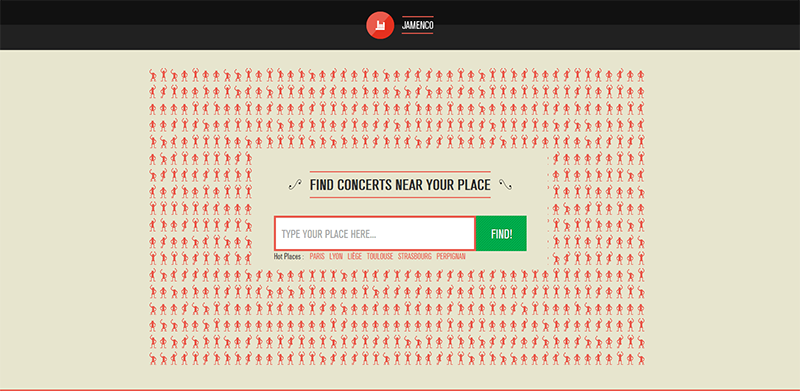 JAMENCO
FIND CONCERTS NEAR YOUR PLACE
TYPE YOUR PLACE HERE...
FIND!
Hot Places : PARIS LYON LIÈGE TOULOUSE STRASBOURG PERPIGNAN